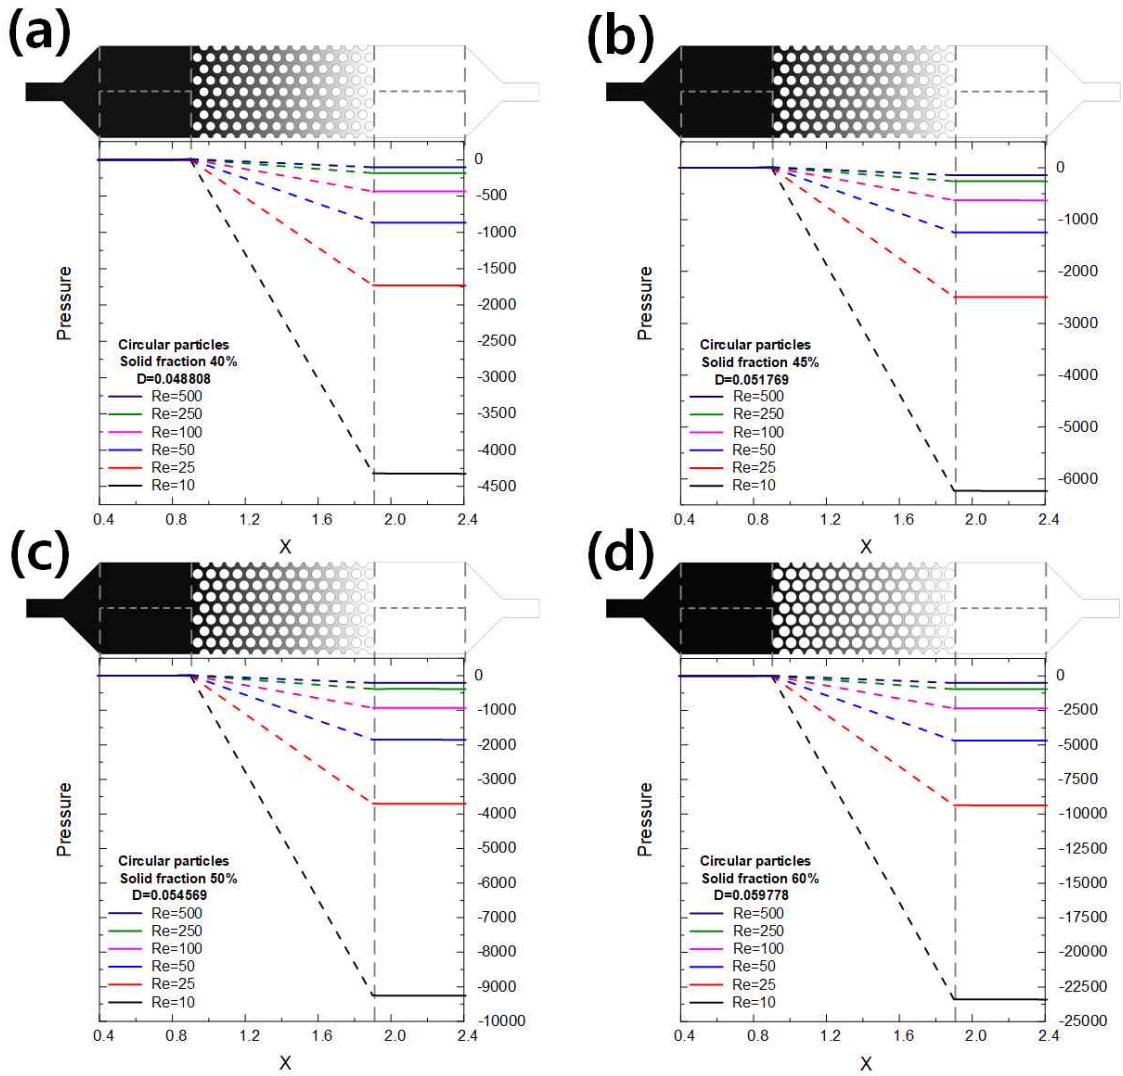 (a)
0
-500
-1000
-1500
-2000
-2500
-3000
-3500
-4000
-4500
Pressure
Circular particles
Solid fraction 40%
D=0.048808
Re=500
Re=250
Re=100
Re=50
Re=25
Re=10
0.4 0.8 1.2 1.6 2.0 2.4
X
(b)
0
-1000
-2000
-3000
-4000
-5000
-6000
Pressure
Circular particles
Solid fraction 45%
D=0.051769
Re=500
Re=250
Re=100
Re=50
Re=25
Re=10
0.4 0.8 1.2 1.6 2.0 2.4
X
(c)
0
-1000
-2000
-3000
-4000
-5000
-6000
-7000
-8000
-9000
-10000
Pressure
Circular particles
Solid fraction 50%
D=0.054569
Re=500
Re=250
Re=100
Re=50
Re=25
Re=10
0.4 0.8 1.2 1.6 2.0 2.4
X
(d)
0
-2500
-5000
-7500
-10000
-12500
-15000
-17500
-20000
-22500
-25000
Pressure
Circular particles
Solid fraction 60%
D=0.059778
Re=500
Re=250
Re=100
Re=50
Re=25
Re=10
0.4 0.8 1.2 1.6 2.0 2.4
X